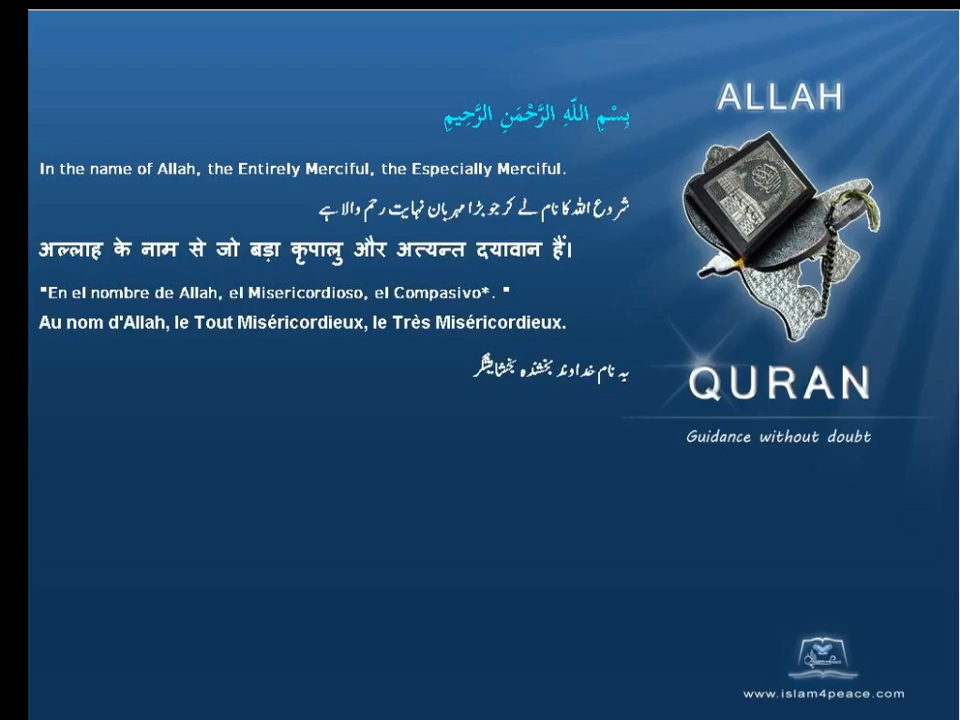 بِسْمِ اللَّهِ الرَّحْمَنِ الرَّحِيمِ
In the name of Allah, the Entirely Merciful, the Especially Merciful.
شروع اللہ کا نام لے کر جو بڑا مہربان نہایت رحم والا ہے
अल्लाह के नाम से जो बड़ा कृपालु और अत्यन्त दयावान हैं।
"En el nombre de Allah, el Misericordioso, el Compasivo*. "
Au nom d'Allah, le Tout Miséricordieux, le Très Miséricordieux.
به نام خداوند بخشنده بخشایشگر
ALLAH
QURAN
Guidance without doubt
www.islam4peace.com